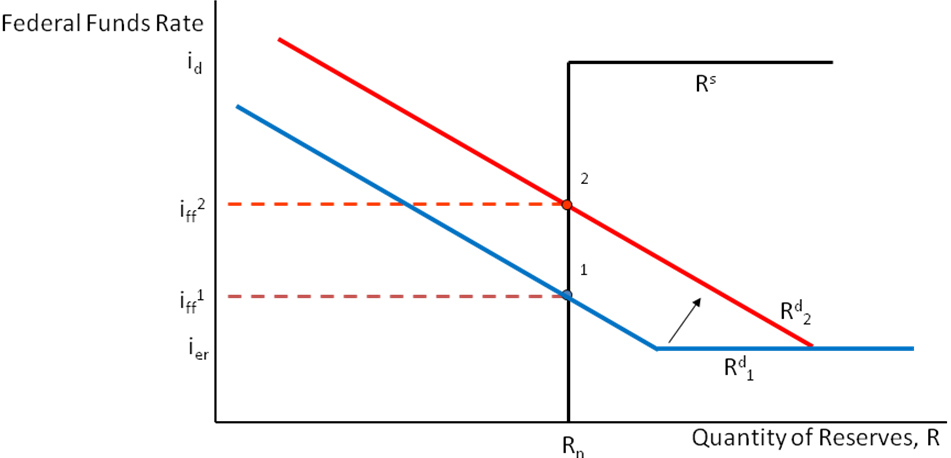 Federal Funds Rate
i_d
R^s
2
i_ff^2
1
i_ff^1
R^d_2
i_er
R^d_1
Quantity of Reserves, R
R_n